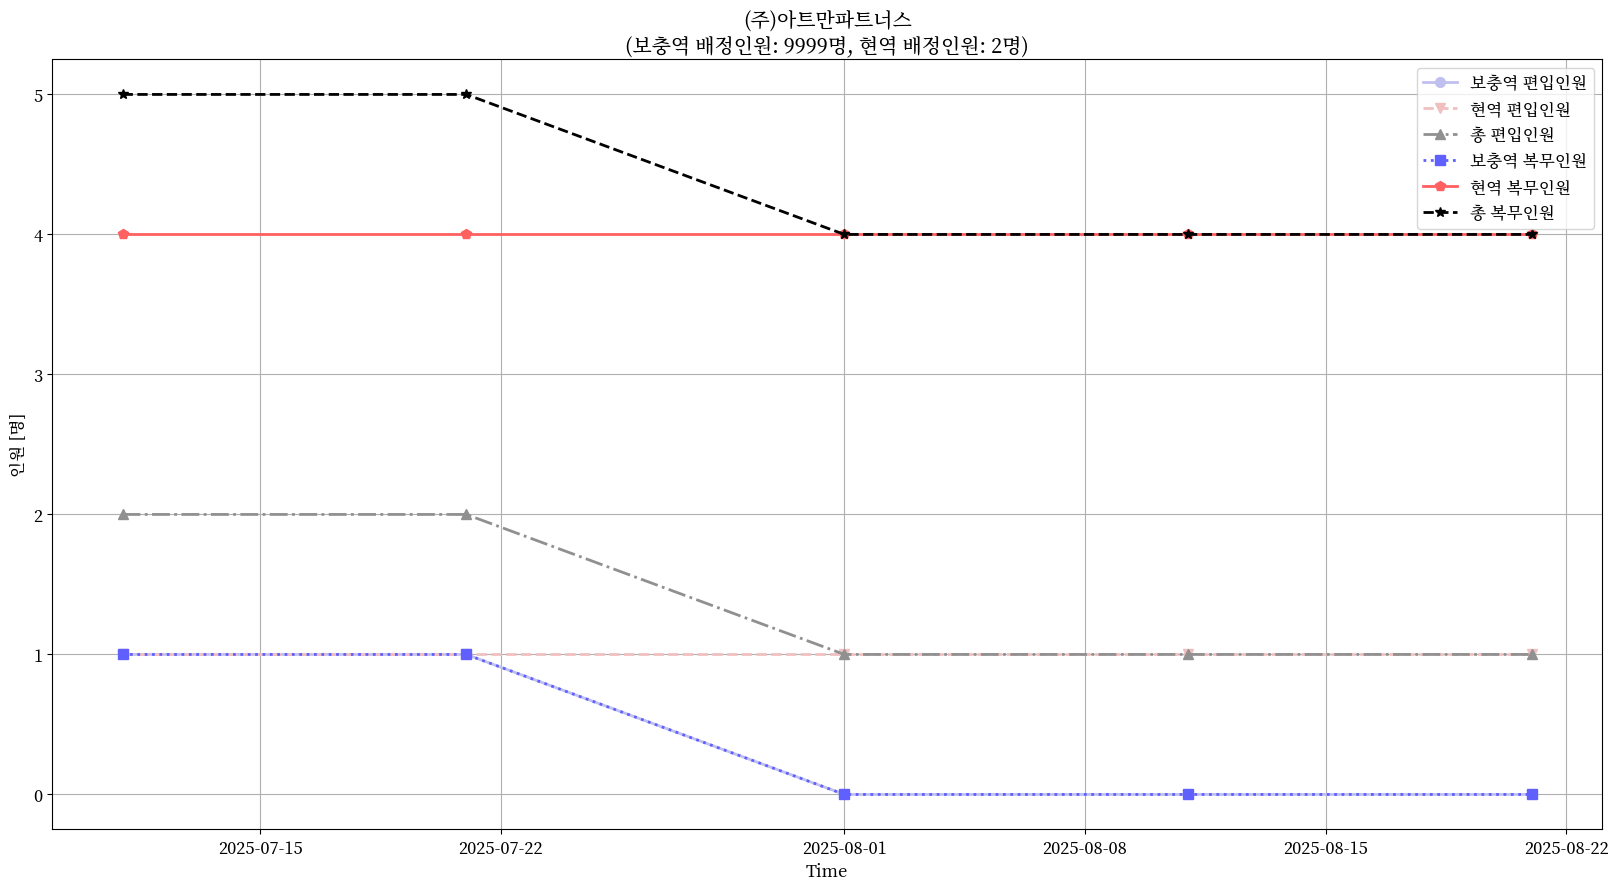 (주)아트만파트너스
(보충역 배정인원: 9999명, 현역 배정인원: 2명)
보충역 편입인원
현역 편입인원
총 편입인원
보충역 복무인원
현역 복무인원
총 복무인원
인원 [명]
5
4
3
2
1
0
2025-07-15
2025-07-22
2025-08-01
2025-08-08
2025-08-15
2025-08-22
Time